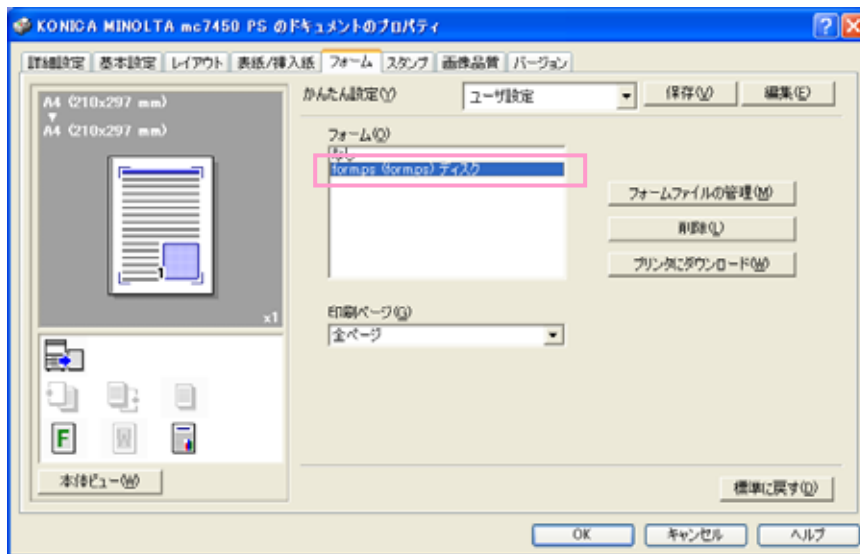 KONICA MINOLTA mc7450 PS のドキュメントのプロパティ
詳細設定 基本設定 レイアウト 表紙/挿入紙 フォーム スタンプ 画像品質 バージョン
A4 (210x297 mm)
A4 (210x297 mm)
1
x1
F
W
本体ビュー(W)
かんたん設定(Y) ユーザ設定 保存(V) 編集(E)
フォーム(O)
なし
form.ps (form.ps) ディスク
フォームファイルの管理(M)
削除(L)
プリンタにダウンロード(W)
印刷ページ(G)
全ページ
標準に戻す(D)
OK キャンセル ヘルプ